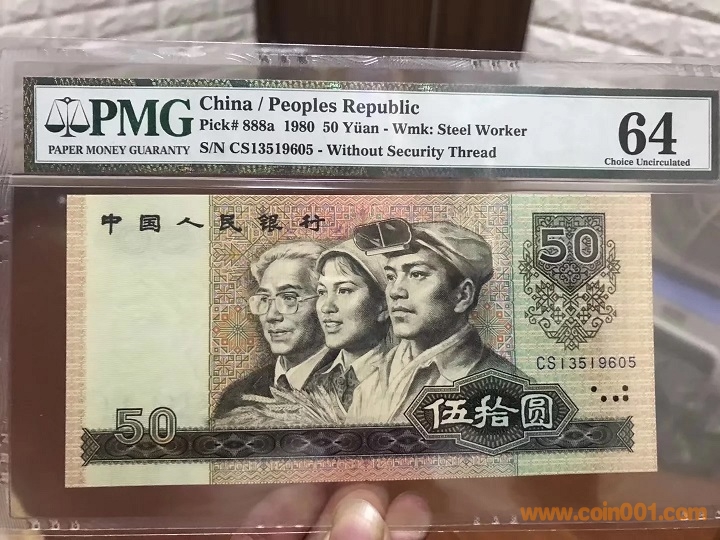 PMG
PAPER MONEY GUARANTY
China / Peoples Republic
Pick# 888a 1980 50 Yüan - Wmk: Steel Worker
S/N CS13519605 - Without Security Thread
64
Choice Uncirculated
中国人民银行
50
CS13519605
50
伍拾圆
www.coin001.com